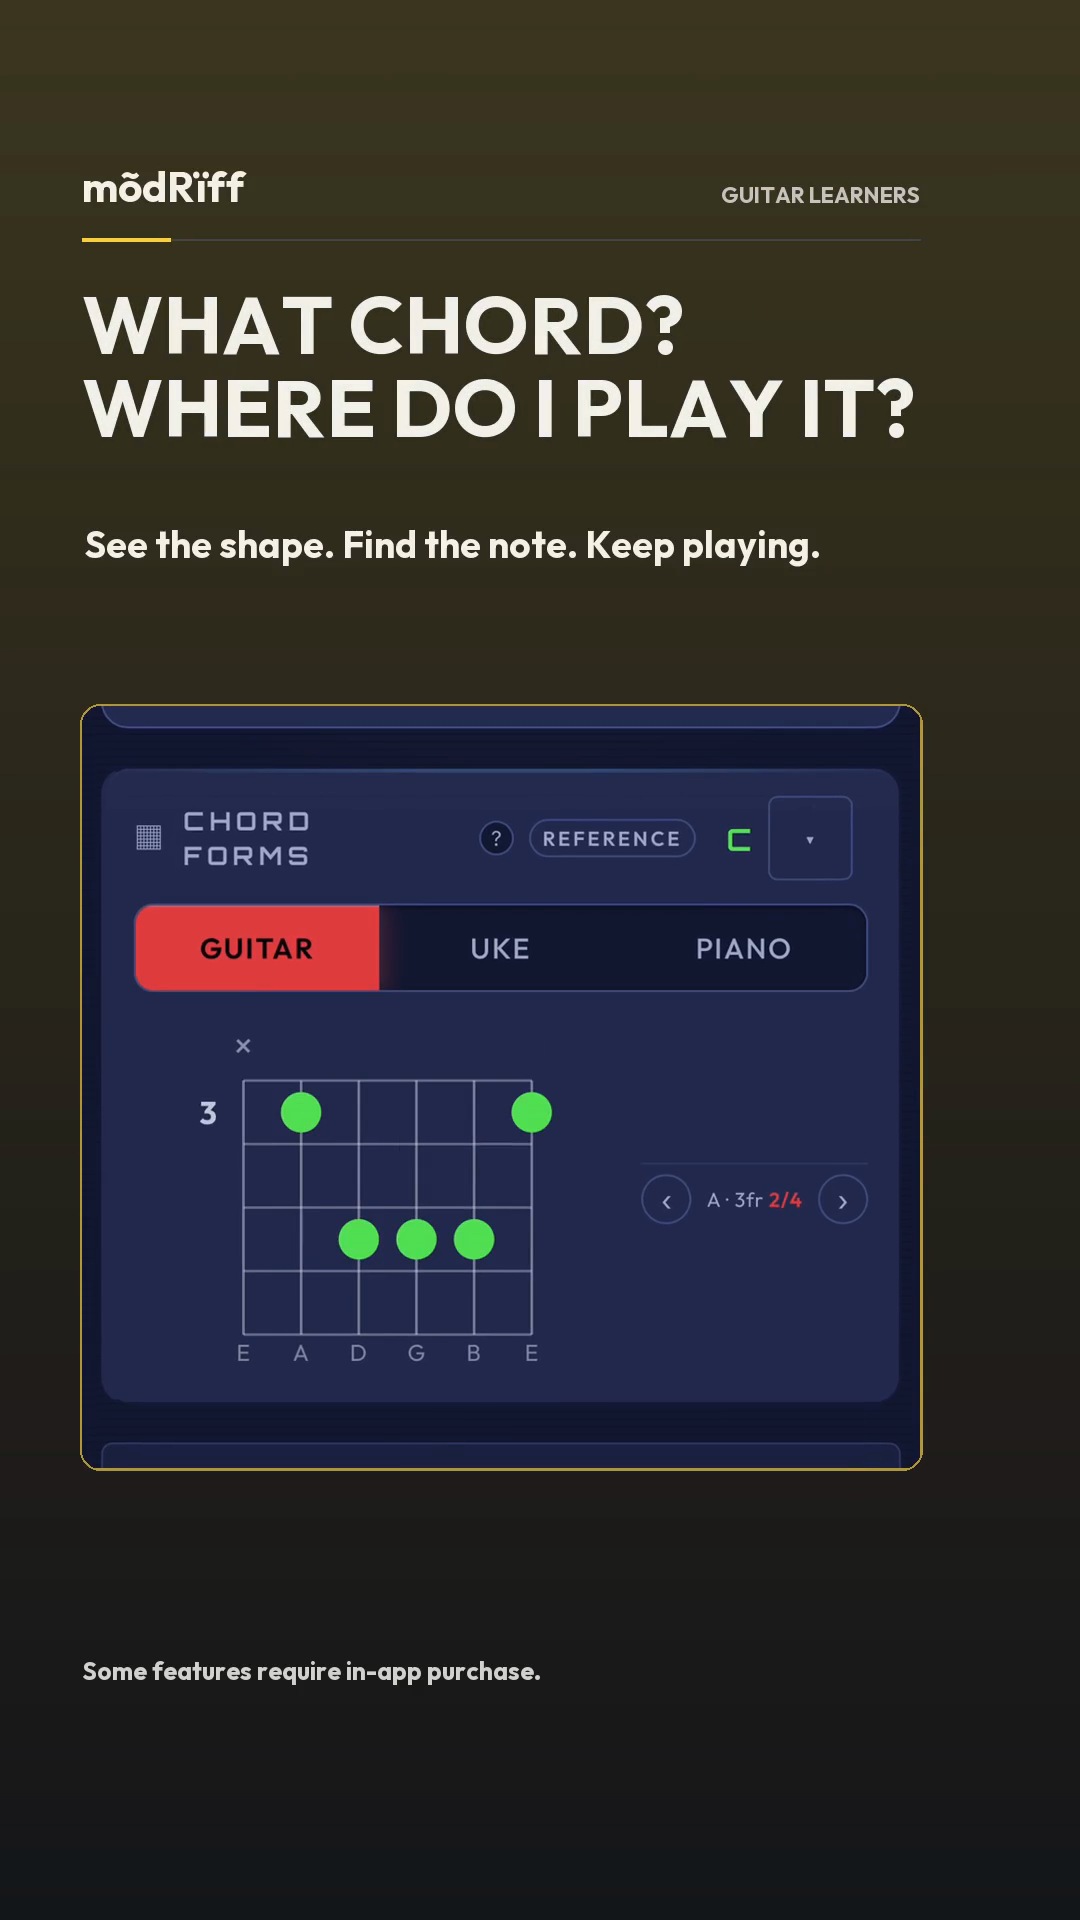 mõdRïff
GUITAR LEARNERS
WHAT CHORD?
WHERE DO I PLAY IT?
See the shape. Find the note. Keep playing.
CHORD
FORMS
?
REFERENCE
C
GUITAR
UKE
PIANO
×
3
‹ A · 3fr 2/4 ›
E A D G B E
Some features require in-app purchase.